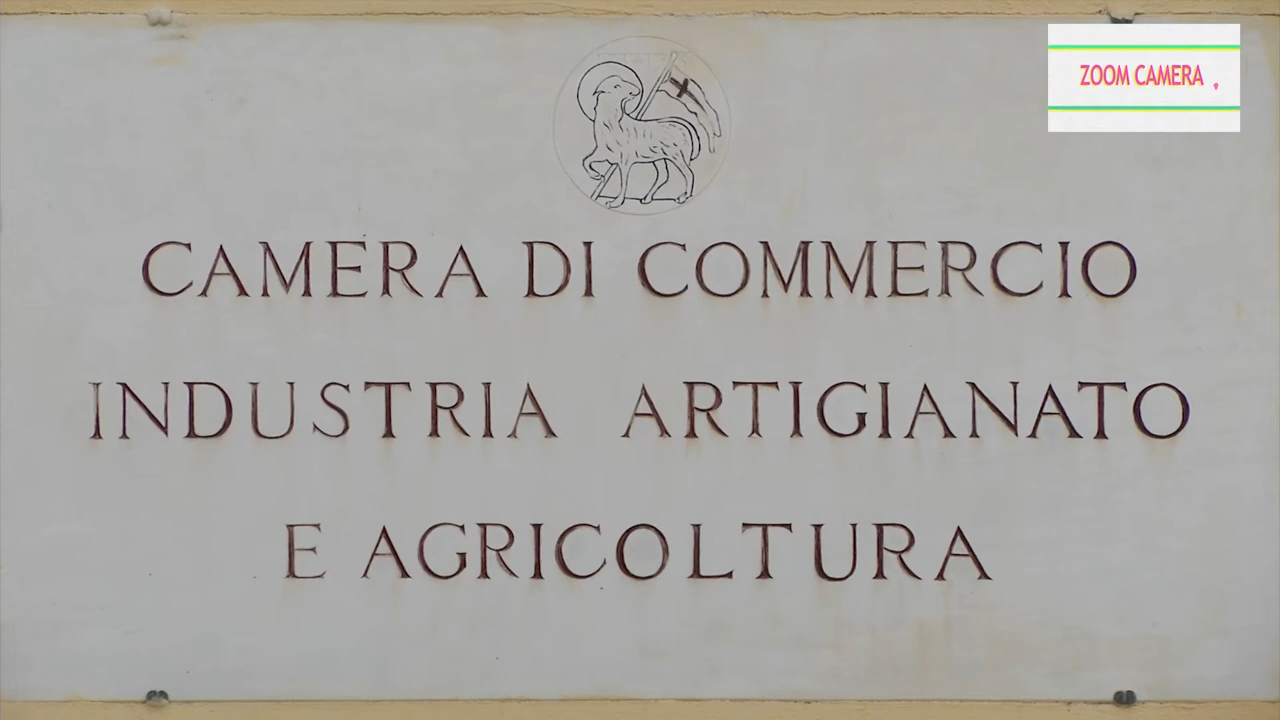 ZOOM CAMERA
CAMERA DI COMMERCIO
INDUSTRIA ARTIGIANATO
E AGRICOLTURA